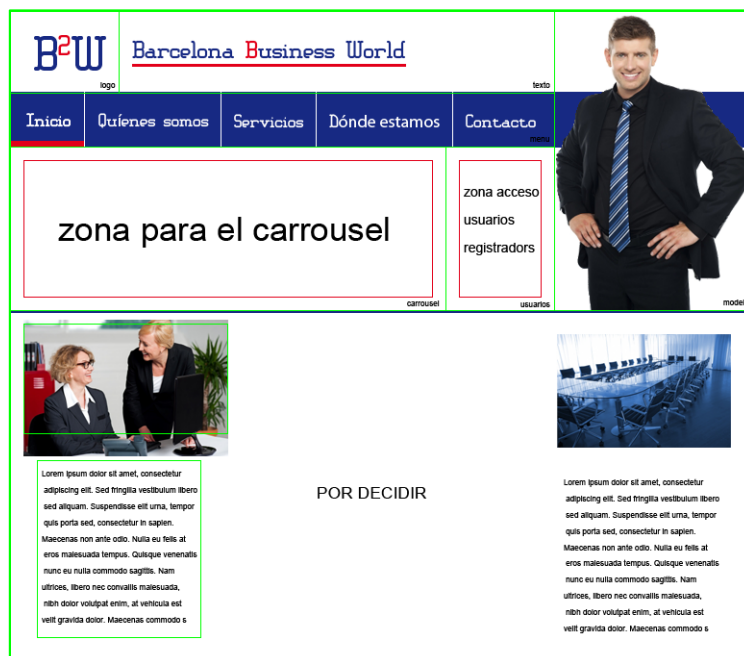 B²W
Barcelona Business World
logo
texto
Inicio
Quíenes somos
Servicios
Dónde estamos
Contacto
menu
zona para el carrousel
zona acceso
usuarios
registradors
carrousel
usuarios
model
Lorem ipsum dolor sit amet, consectetur
adipiscing elit. Sed fringilla vestibulum libero
sed aliquam. Suspendisse elit urna, tempor
quis porta sed, consectetur in sapien.
Maecenas non ante odio. Nulla eu felis at
eros malesuada tempus. Quisque venenatis
nunc eu nulla commodo sagittis. Nam
ultrices, libero nec convallis malesuada,
nibh dolor volutpat enim, at vehicula est
velit gravida dolor. Maecenas commodo s
POR DECIDIR
Lorem ipsum dolor sit amet, consectetur
adipiscing elit. Sed fringilla vestibulum libero
sed aliquam. Suspendisse elit urna, tempor
quis porta sed, consectetur in sapien.
Maecenas non ante odio. Nulla eu felis at
eros malesuada tempus. Quisque venenatis
nunc eu nulla commodo sagittis. Nam
ultrices, libero nec convallis malesuada,
nibh dolor volutpat enim, at vehicula est
velit gravida dolor. Maecenas commodo s